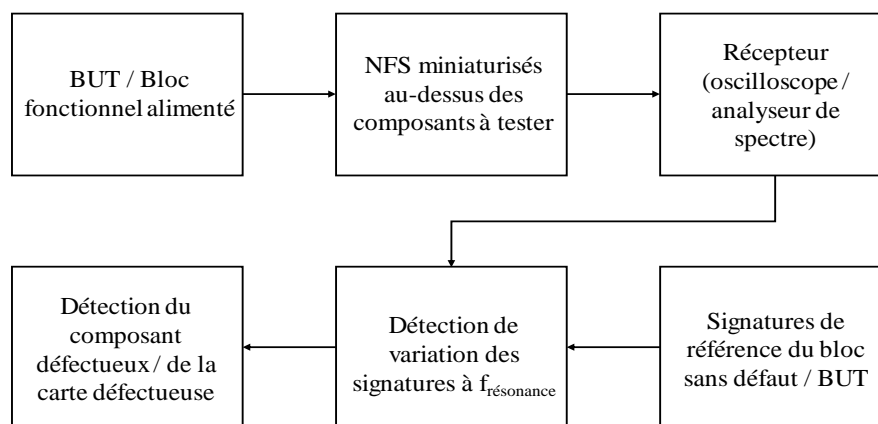 BUT / Bloc
fonctionnel alimenté
NFS miniaturisés
au-dessus des
composants à tester
Récepteur
(oscilloscope /
analyseur de
spectre)
Détection du
composant
défectueux / de la
carte défectueuse
Détection de
variation des
signatures à frésonance
Signatures de
référence du bloc
sans défaut / BUT